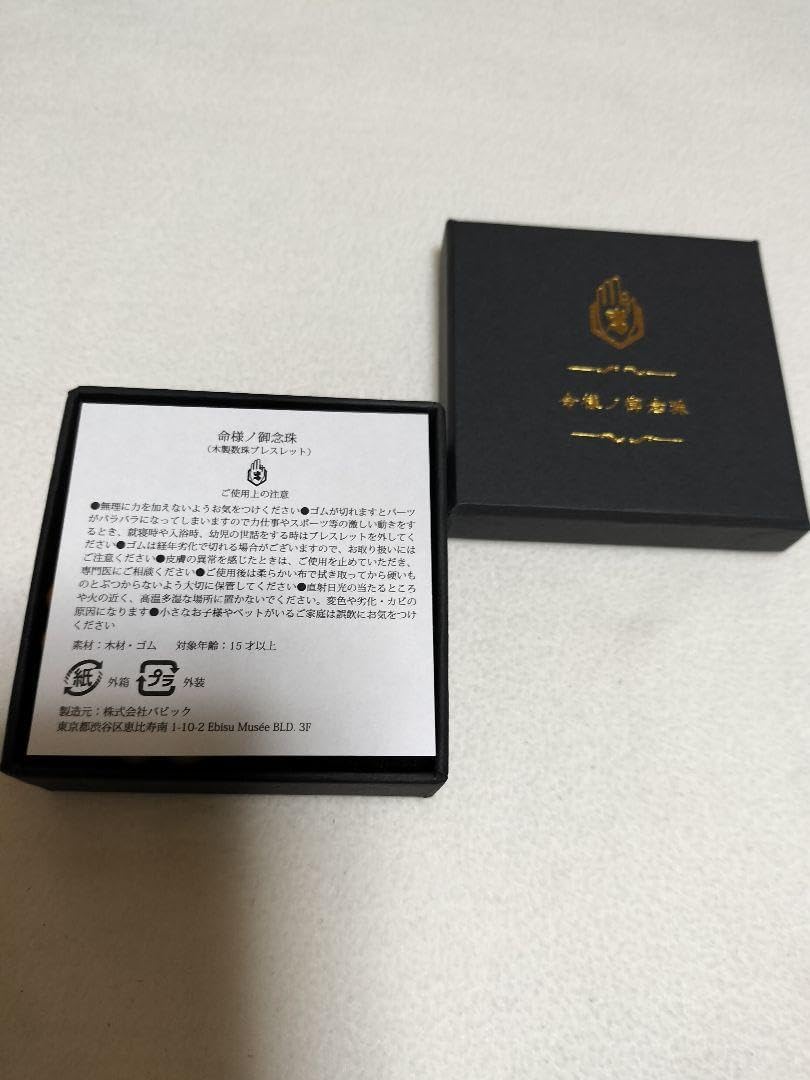 命様ノ御念珠
命様ノ御念珠
（木製数珠ブレスレット）
ご使用上の注意
●無理に力を加えないようお気をつけください●ゴムが切れますとパーツ
がバラバラになってしまいますので力仕事やスポーツ等の激しい動きをす
るとき、就寝時や入浴時、幼児の世話をする時はブレスレットを外してく
ださい●ゴムは経年劣化で切れる場合がございますので、お取り扱いには
ご注意ください●皮膚の異常を感じたときは、ご使用を止めていただき、
専門医にご相談ください●ご使用後は柔らかい布で拭き取ってから硬いも
のとぶつからないよう大切に保管してください●直射日光の当たるところ
や火の近く、高温多湿な場所に置かないでください。変色や劣化・カビの
原因になります●小さなお子様やペットがいるご家庭は誤飲にお気をつけ
ください
素材：木材・ゴム　対象年齢：15才以上
紙 外箱 プラ 外装
製造元：株式会社バビック
東京都渋谷区恵比寿南 1-10-2 Ebisu Musée BLD. 3F